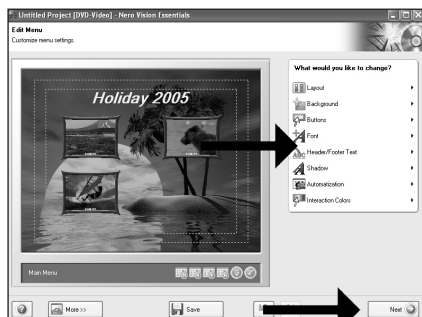 Untitled Project [DVD-Video] - Nero Vision Essentials
Edit Menu
Customize menu settings.
What would you like to change?
Holiday 2005
Layout
Background
Buttons
Font
Header/Footer Text
Shadow
Automatization
Interaction Colors
Main Menu
More >>
Save
Next